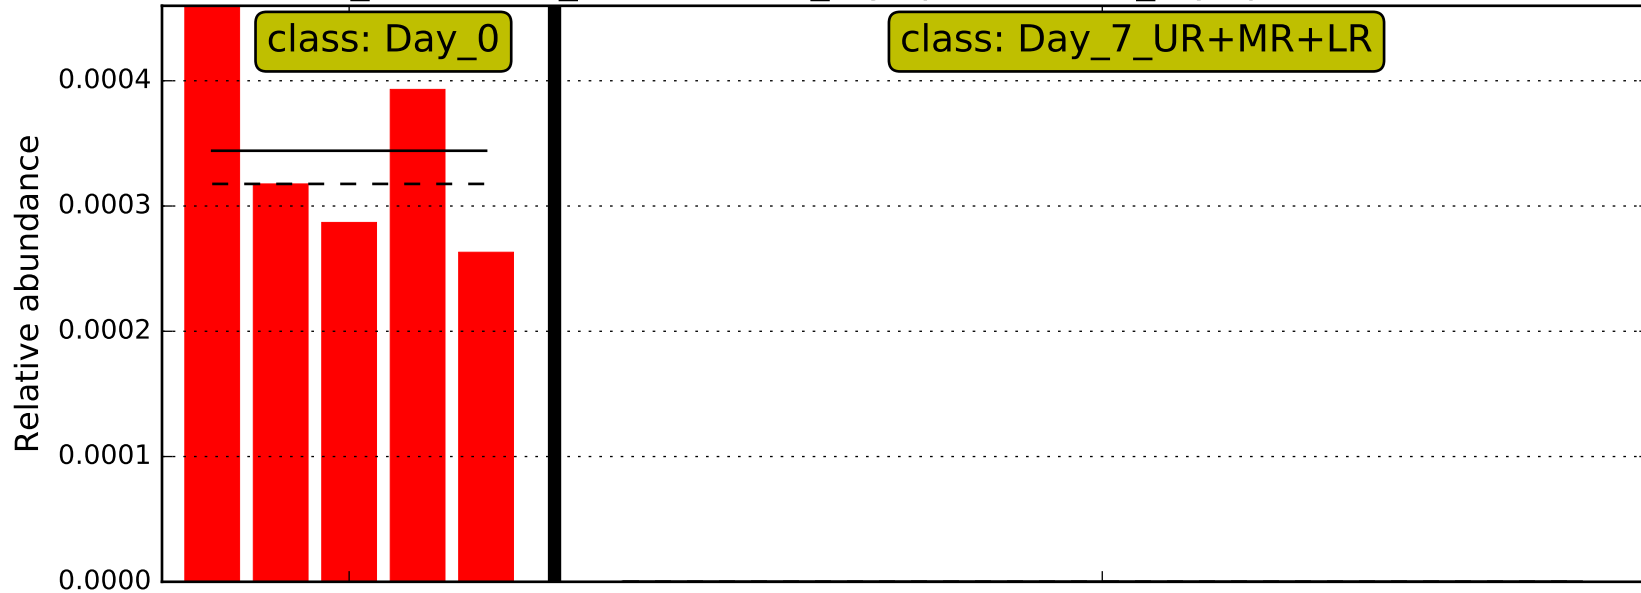 class: Day_0
class: Day_7_UR+MR+LR
0.0004
0.0003
0.0002
0.0001
0.0000
Relative abundance